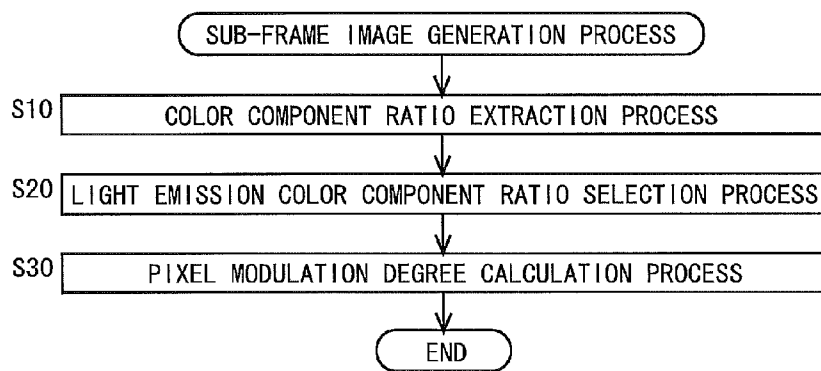 SUB-FRAME IMAGE GENERATION PROCESS
S10 COLOR COMPONENT RATIO EXTRACTION PROCESS
S20 LIGHT EMISSION COLOR COMPONENT RATIO SELECTION PROCESS
S30 PIXEL MODULATION DEGREE CALCULATION PROCESS
END